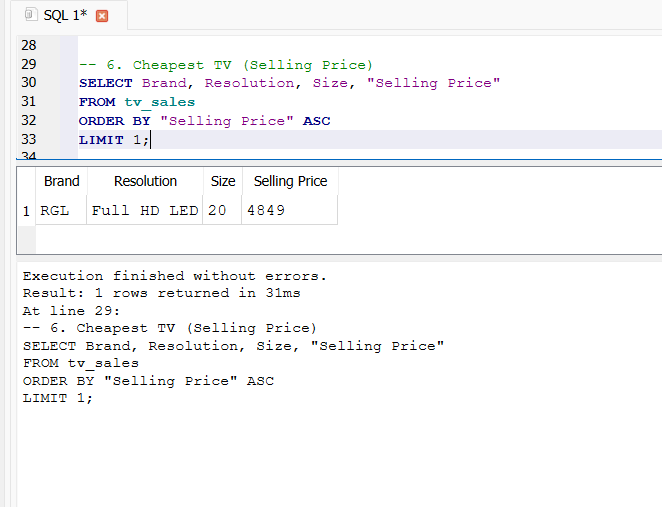 SQL 1*
28
29 -- 6. Cheapest TV (Selling Price)
30 SELECT Brand, Resolution, Size, "Selling Price"
31 FROM tv_sales
32 ORDER BY "Selling Price" ASC
33 LIMIT 1;
34
Brand Resolution Size Selling Price
1 RGL Full HD LED 20 4849
Execution finished without errors.
Result: 1 rows returned in 31ms
At line 29:
-- 6. Cheapest TV (Selling Price)
SELECT Brand, Resolution, Size, "Selling Price"
FROM tv_sales
ORDER BY "Selling Price" ASC
LIMIT 1;